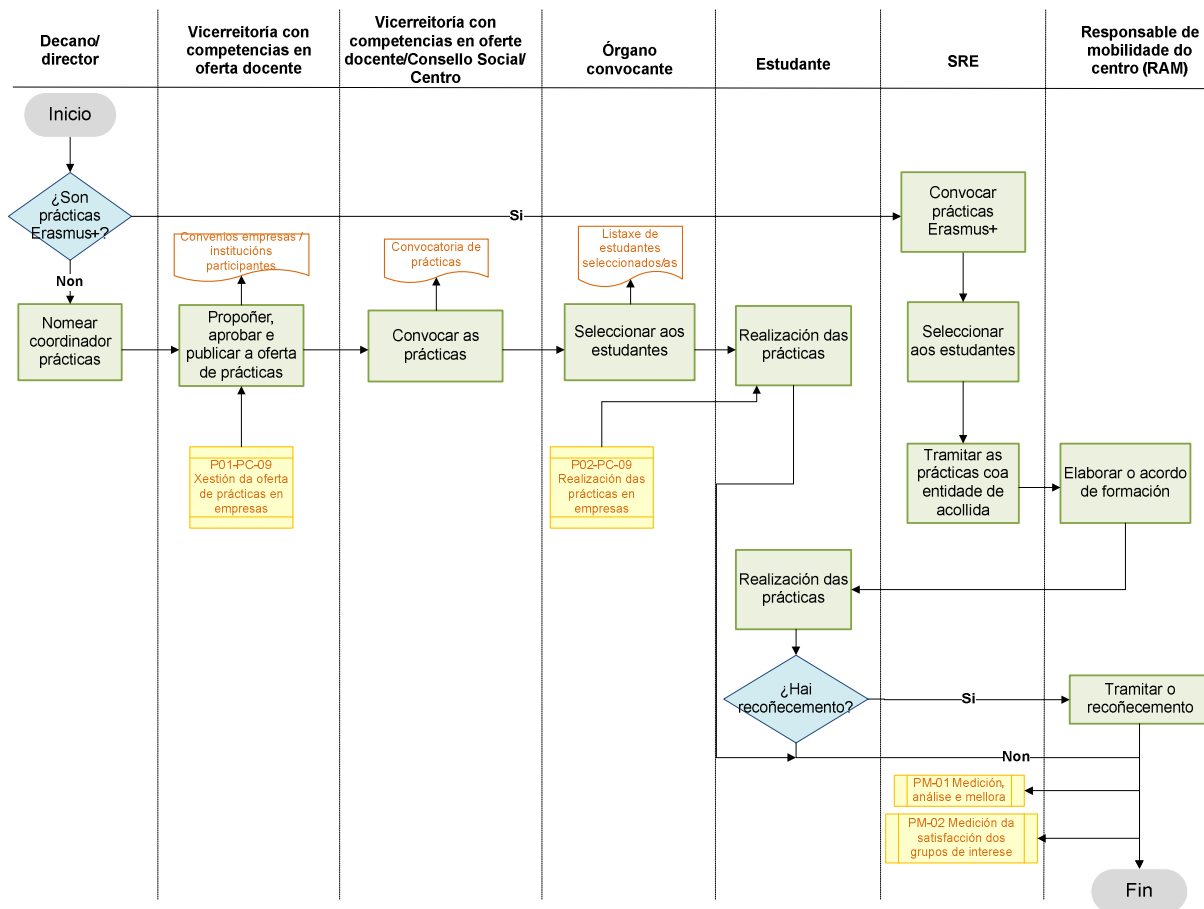 Decano/
director
Vicerreitoría con
competencias en
oferta docente
Vicerreitoría con
competencias en oferte
docente/Consello Social/
Centro
Órgano
convocante
Estudante
SRE
Responsable de
mobilidade do
centro (RAM)
Inicio
¿Son
prácticas
Erasmus+?
Si
Non
Convocar
prácticas
Erasmus+
Convenios empresas /
institucións
participantes
Convocatoria de
prácticas
Listaxe de
estudantes
seleccionados/as
Nomear
coordinador
prácticas
Propoñer,
aprobar e
publicar a oferta
de prácticas
Convocar as
prácticas
Seleccionar aos
estudantes
Realización das
prácticas
Seleccionar
aos estudantes
P01-PC-09
Xestión da oferta
de prácticas en
empresas
P02-PC-09
Realización das
prácticas en
empresas
Tramitar as
prácticas coa
entidade de
acollida
Elaborar o acordo
de formación
Realización das
prácticas
¿Hai
recoñecemento?
Si
Tramitar o
recoñecemento
Non
PM-01 Medición,
análise e mellora
PM-02 Medición da
satisfacción dos
grupos de interese
Fin